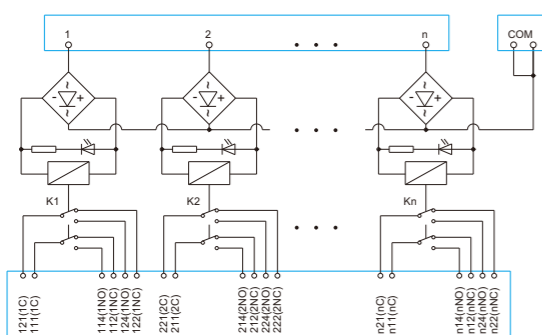 1 2 n COM
- + - + - +
K1 K2 Kn
121(1C)
111(1C)
114(1NO)
112(1NC)
124(1NO)
122(1NC)
221(2C)
211(2C)
214(2NO)
212(2NC)
224(2NO)
222(2NC)
n21(nC)
n11(nC)
n14(nNO)
n12(nNC)
n24(nNO)
n22(nNC)